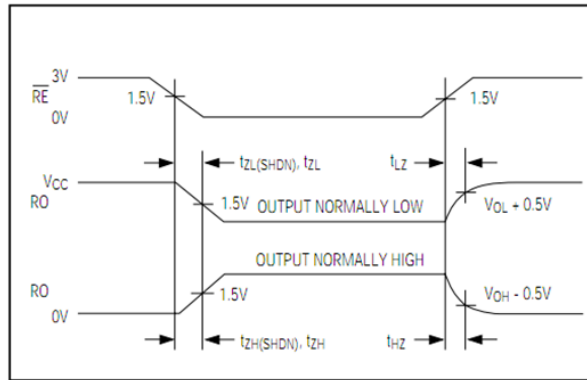 3V
RE
1.5V
1.5V
0V
tZL(SHDN), tZL
tLZ
VCC
RO
1.5V
OUTPUT NORMALLY LOW
VOL + 0.5V
OUTPUT NORMALLY HIGH
RO
1.5V
VOH - 0.5V
0V
tZH(SHDN), tZH
tHZ